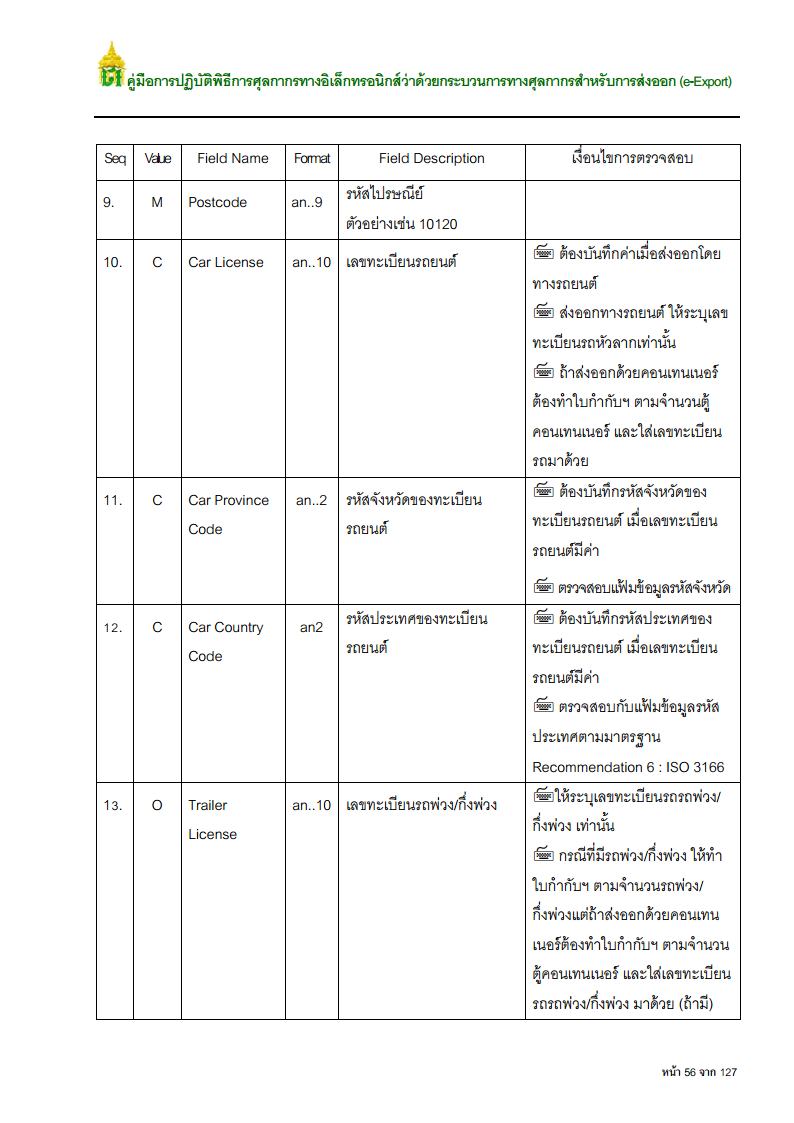 คู่มือการปฏิบัติพิธีการศุลกากรทางอิเล็กทรอนิกส์ว่าด้วยกระบวนการทางศุลกากรสำหรับการส่งออก (e-Export)
Seq Value Field Name Format Field Description เงื่อนไขการตรวจสอบ
9. M Postcode an..9 รหัสไปรษณีย์
ตัวอย่างเช่น 10120
10. C Car License an..10 เลขทะเบียนรถยนต์
ต้องบันทึกค่าเมื่อส่งออกโดย
ทางรถยนต์
ส่งออกทางรถยนต์ ให้ระบุเลข
ทะเบียนรถหัวลากเท่านั้น
ถ้าส่งออกด้วยคอนเทนเนอร์
ต้องทำใบกำกับฯ ตามจำนวนตู้
คอนเทนเนอร์ และใส่เลขทะเบียน
รถมาด้วย
11. C Car Province
Code
an..2 รหัสจังหวัดของทะเบียน
รถยนต์
ต้องบันทึกรหัสจังหวัดของ
ทะเบียนรถยนต์ เมื่อเลขทะเบียน
รถยนต์มีค่า
ตรวจสอบแฟ้มข้อมูลรหัสจังหวัด
12. C Car Country
Code
an2 รหัสประเทศของทะเบียน
รถยนต์
ต้องบันทึกรหัสประเทศของ
ทะเบียนรถยนต์ เมื่อเลขทะเบียน
รถยนต์มีค่า
ตรวจสอบกับแฟ้มข้อมูลรหัส
ประเทศตามมาตรฐาน
Recommendation 6 : ISO 3166
13. O Trailer
License
an..10 เลขทะเบียนรถพ่วง/กึ่งพ่วง
ให้ระบุเลขทะเบียนรถรถพ่วง/
กึ่งพ่วง เท่านั้น
กรณีที่มีรถพ่วง/กึ่งพ่วง ให้ทำ
ใบกำกับฯ ตามจำนวนรถพ่วง/
กึ่งพ่วงแต่ถ้าส่งออกด้วยคอนเทน
เนอร์ต้องทำใบกำกับฯ ตามจำนวน
ตู้คอนเทนเนอร์ และใส่เลขทะเบียน
รถรถพ่วง/กึ่งพ่วง มาด้วย (ถ้ามี)
หน้า 56 จาก 127